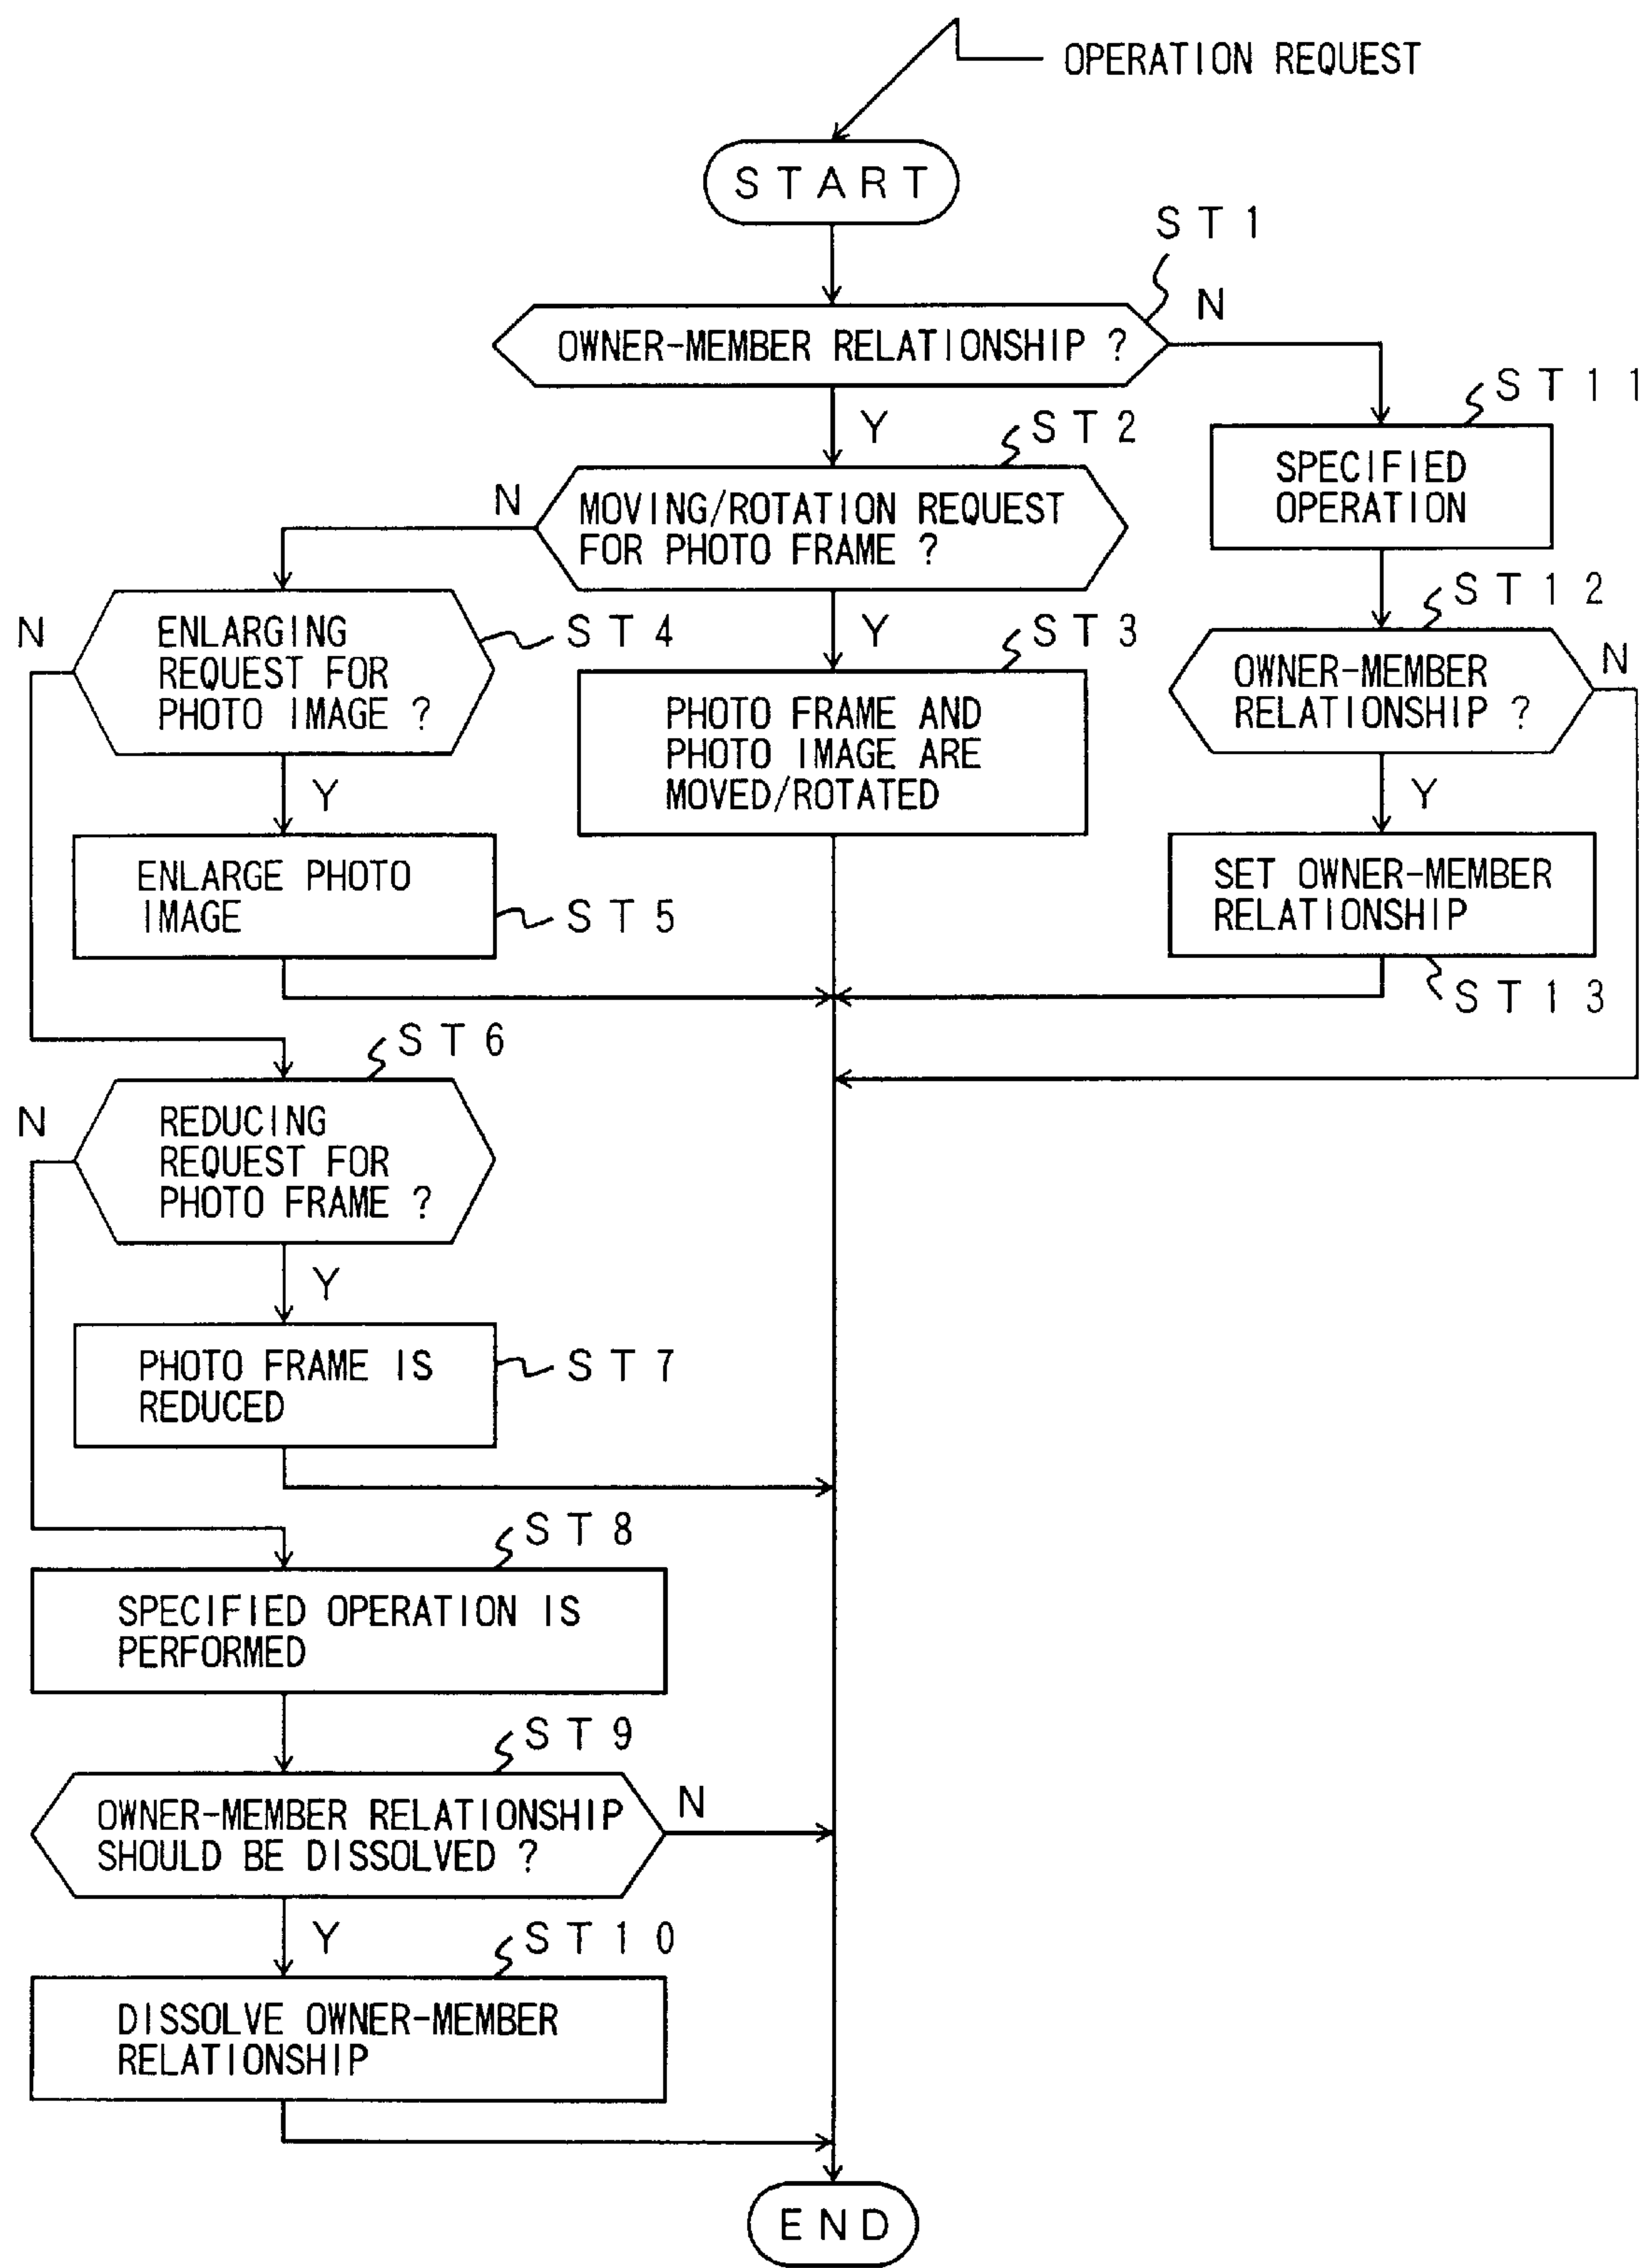 OPERATION REQUEST
START
ST1
OWNER-MEMBER RELATIONSHIP ?
N
Y
ST11
SPECIFIED
OPERATION
ST2
MOVING/ROTATION REQUEST
FOR PHOTO FRAME ?
N
Y
ST12
OWNER-MEMBER
RELATIONSHIP ?
N
Y
ST4
ENLARGING
REQUEST FOR
PHOTO IMAGE ?
N
Y
ST3
PHOTO FRAME AND
PHOTO IMAGE ARE
MOVED/ROTATED
SET OWNER-MEMBER
RELATIONSHIP
ST13
ENLARGE PHOTO
IMAGE
ST5
ST6
REDUCING
REQUEST FOR
PHOTO FRAME ?
N
Y
PHOTO FRAME IS
REDUCED
ST7
ST8
SPECIFIED OPERATION IS
PERFORMED
ST9
OWNER-MEMBER RELATIONSHIP
SHOULD BE DISSOLVED ?
N
Y
ST10
DISSOLVE OWNER-MEMBER
RELATIONSHIP
END